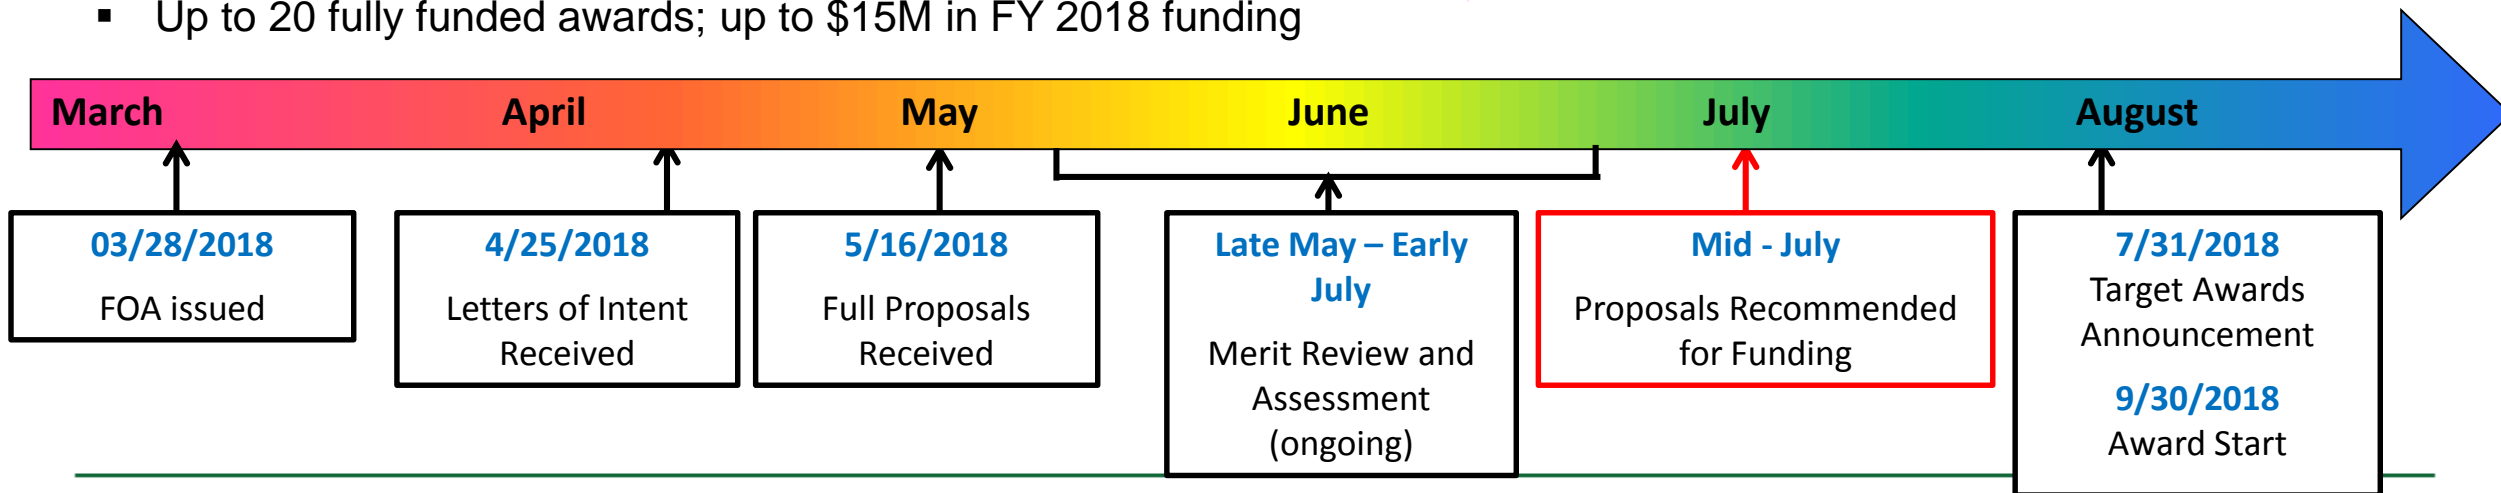 ▪ Up to 20 fully funded awards; up to $15M in FY 2018 funding
March April May June July August
03/28/2018
FOA issued
4/25/2018
Letters of Intent
Received
5/16/2018
Full Proposals
Received
Late May – Early
July
Merit Review and
Assessment
(ongoing)
Mid - July
Proposals Recommended
for Funding
7/31/2018
Target Awards
Announcement
9/30/2018
Award Start